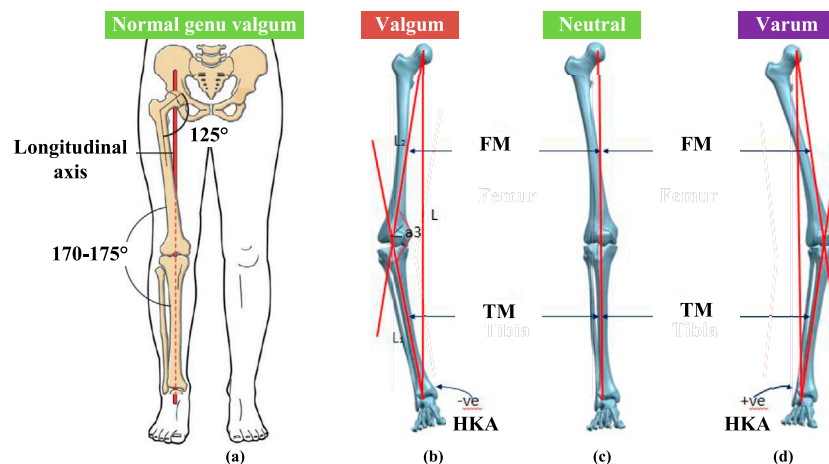 Normal genu valgum
Valgum
Neutral
Varum
125°
Longitudinal
axis
170-175°
L₂
FM
FM
Femur
Femur
L
a3
TM
TM
Tibia
Tibia
-ve
HKA
+ve
HKA
(a)
(b)
(c)
(d)